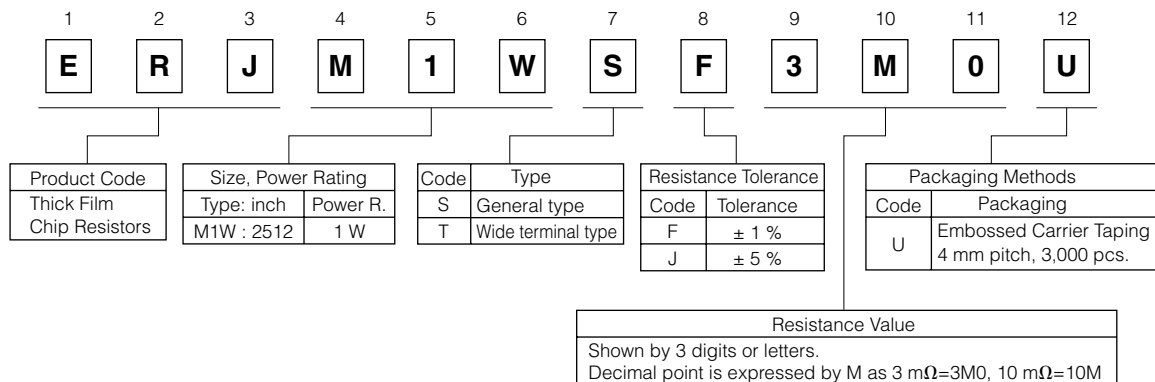 1 2 3 4 5 6 7 8 9 10 11 12
E R J M 1 W S F 3 M 0 U
Product Code
Thick Film
Chip Resistors
Size, Power Rating
Type: inch Power R.
M1W : 2512 1 W
Code Type
S General type
T Wide terminal type
Resistance Tolerance
Code Tolerance
F ± 1 %
J ± 5 %
Packaging Methods
Code Packaging
U Embossed Carrier Taping
4 mm pitch, 3,000 pcs.
Resistance Value
Shown by 3 digits or letters.
Decimal point is expressed by M as 3 mΩ=3M0, 10 mΩ=10M